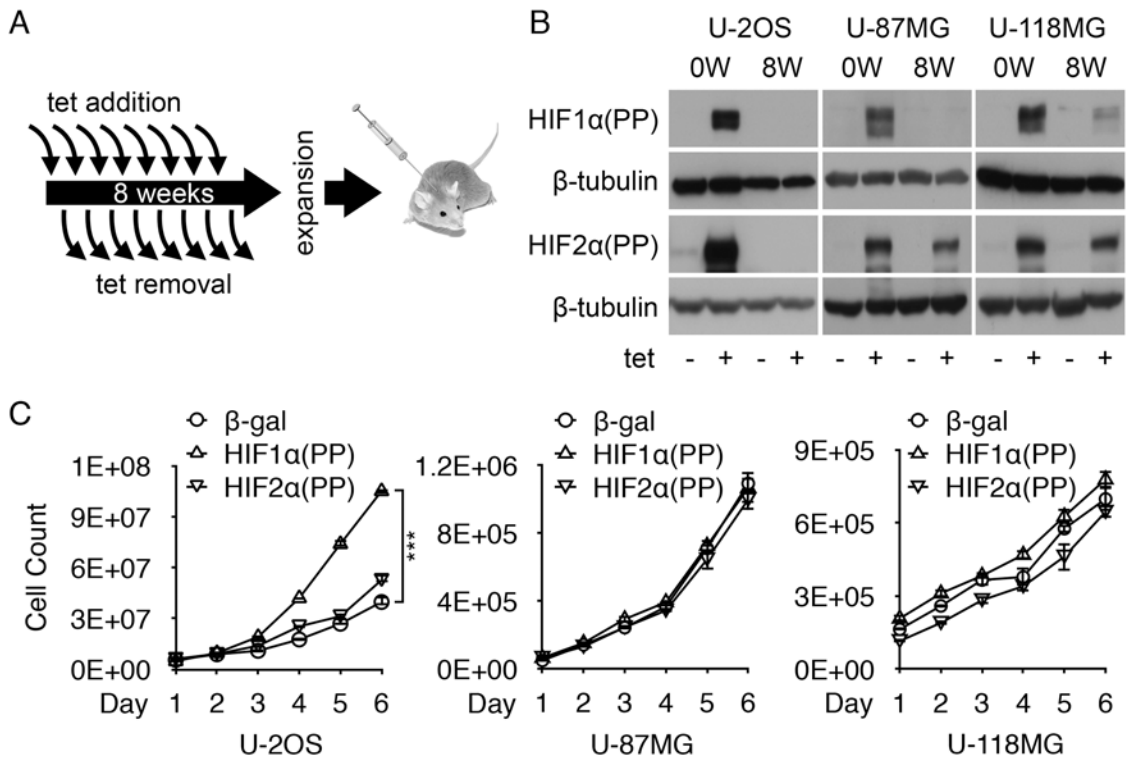 A
tet addition
8 weeks
tet removal
expansion
B
U-2OS U-87MG U-118MG
0W 8W 0W 8W 0W 8W
HIF1α(PP)
β-tubulin
HIF2α(PP)
β-tubulin
tet - + - + - + - + - + - +
C
β-gal
HIF1α(PP)
HIF2α(PP)
1E+08
9E+07
6E+07
3E+07
0E+00
Cell Count
***
Day 1 2 3 4 5 6
U-2OS
β-gal
HIF1α(PP)
HIF2α(PP)
1.2E+06
8E+05
4E+05
0E+00
Day 1 2 3 4 5 6
U-87MG
β-gal
HIF1α(PP)
HIF2α(PP)
9E+05
6E+05
3E+05
0E+00
Day 1 2 3 4 5 6
U-118MG